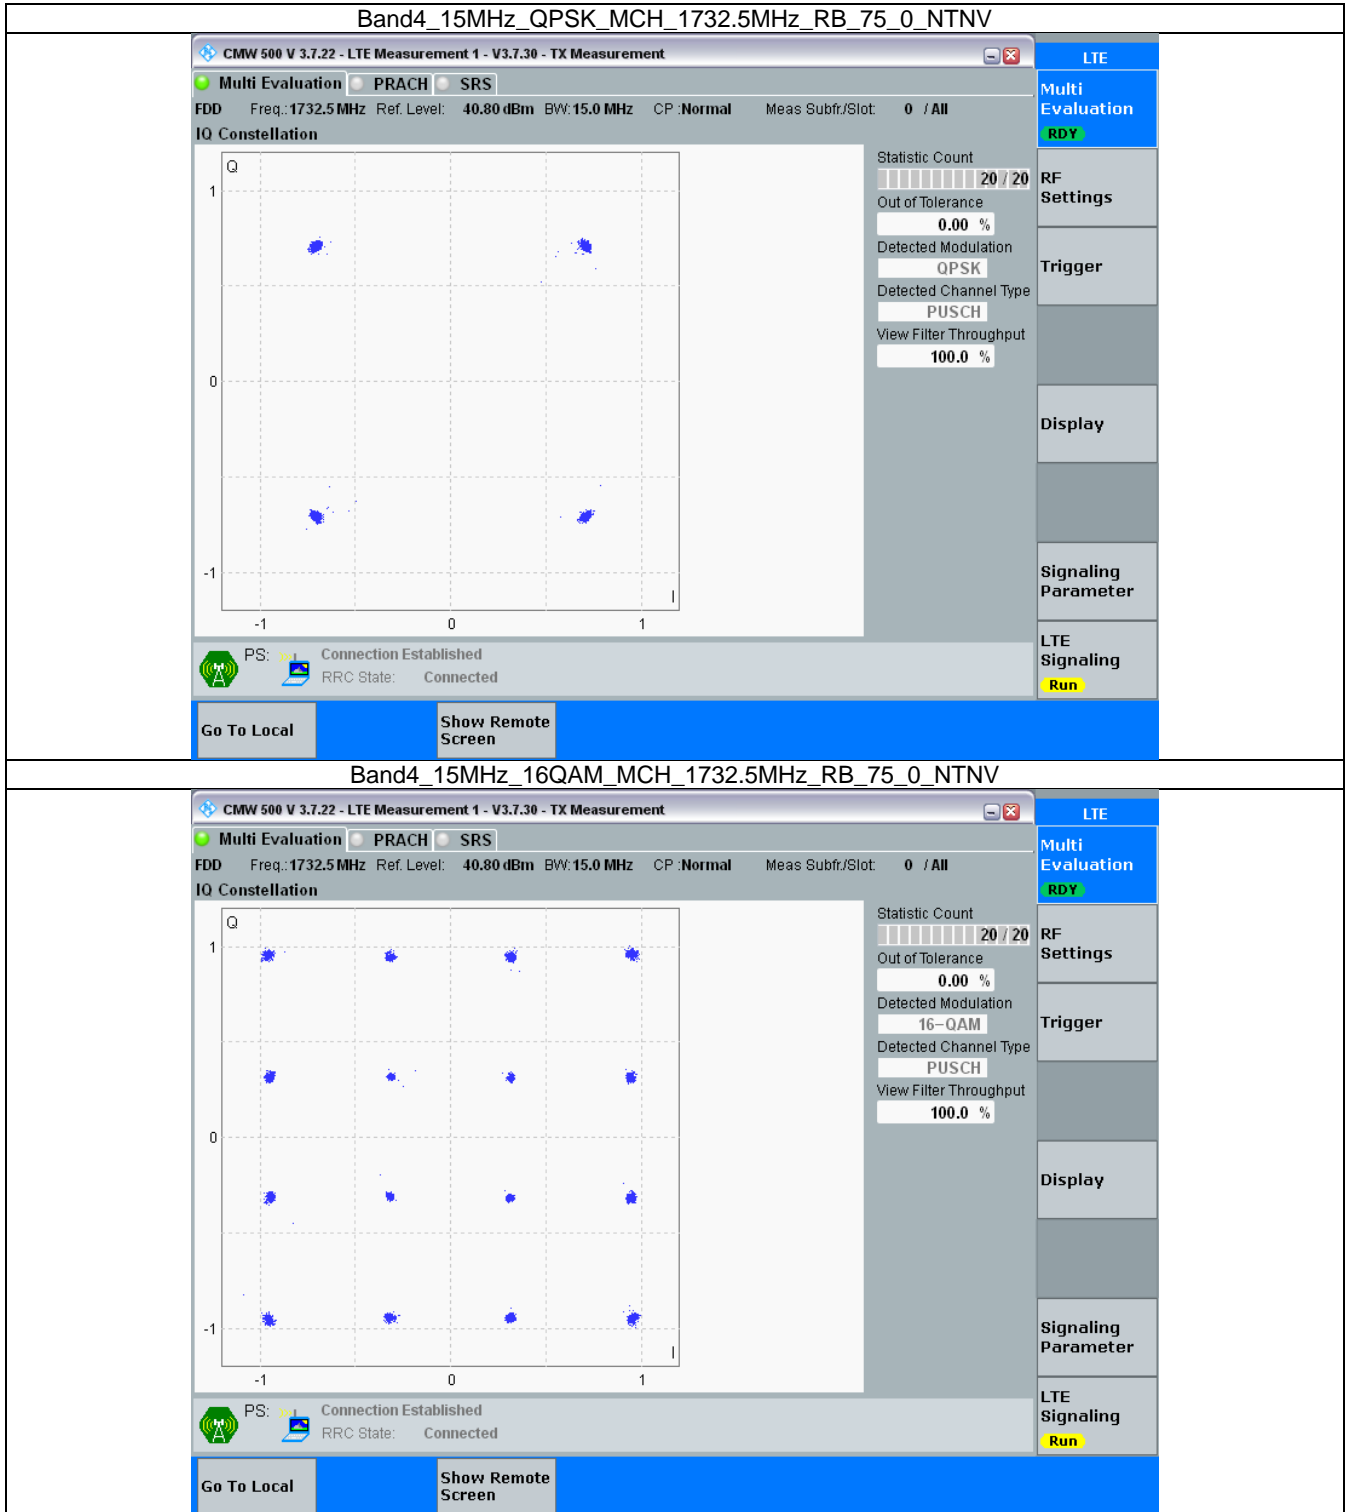 Band4_15MHz_QPSK_MCH_1732.5MHz_RB_75_0_NTNV
CMW 500 V 3.7.22 - LTE Measurement 1 - V3.7.30 - TX Measurement
LTE
Multi Evaluation PRACH SRS
Multi
Evaluation
RDY
FDD Freq.:1732.5 MHz Ref. Level: 40.80 dBm BW:15.0 MHz CP :Normal Meas Subfr./Slot: 0 / All
IQ Constellation
Q
1
0
-1
I
-1 0 1
Statistic Count
20 / 20
Out of Tolerance
0.00 %
Detected Modulation
QPSK
Detected Channel Type
PUSCH
View Filter Throughput
100.0 %
RF
Settings
Trigger
Display
Signaling
Parameter
LTE
Signaling
Run
PS: Connection Established
RRC State: Connected
Go To Local
Show Remote
Screen
Band4_15MHz_16QAM_MCH_1732.5MHz_RB_75_0_NTNV
CMW 500 V 3.7.22 - LTE Measurement 1 - V3.7.30 - TX Measurement
LTE
Multi Evaluation PRACH SRS
Multi
Evaluation
RDY
FDD Freq.:1732.5 MHz Ref. Level: 40.80 dBm BW:15.0 MHz CP :Normal Meas Subfr./Slot: 0 / All
IQ Constellation
Q
1
0
-1
I
-1 0 1
Statistic Count
20 / 20
Out of Tolerance
0.00 %
Detected Modulation
16-QAM
Detected Channel Type
PUSCH
View Filter Throughput
100.0 %
RF
Settings
Trigger
Display
Signaling
Parameter
LTE
Signaling
Run
PS: Connection Established
RRC State: Connected
Go To Local
Show Remote
Screen